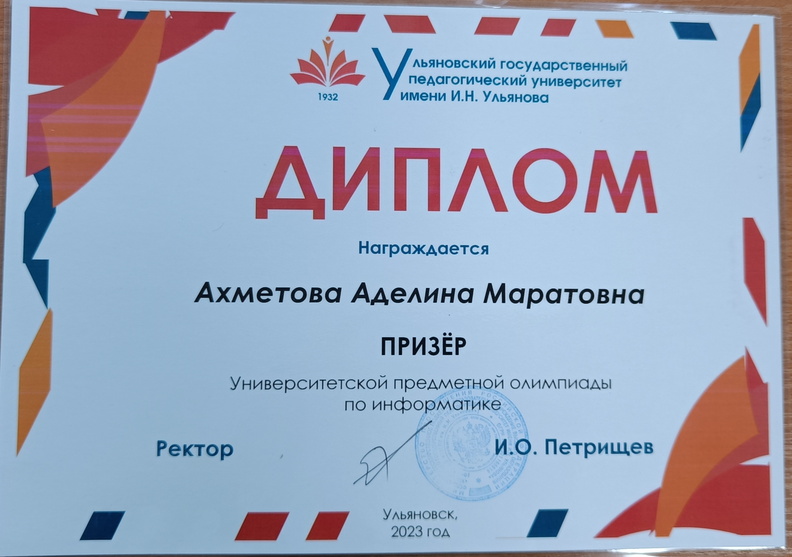 Ульяновский государственный
педагогический университет
имени И.Н. Ульянова
1932
ДИПЛОМ
Награждается
Ахметова Аделина Маратовна
ПРИЗЁР
Университетской предметной олимпиады
по информатике
Ректор
И.О. Петрищев
Ульяновск,
2023 год